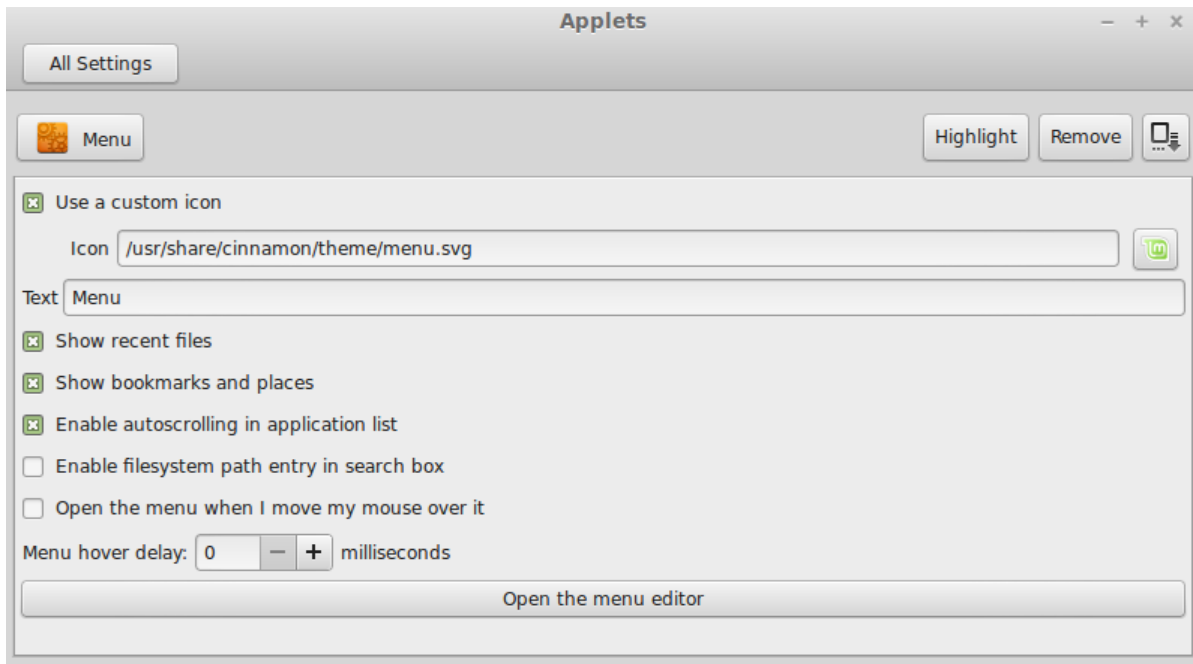 Applets
All Settings
Menu Highlight Remove
Use a custom icon
Icon /usr/share/cinnamon/theme/menu.svg
Text Menu
Show recent files
Show bookmarks and places
Enable autoscrolling in application list
Enable filesystem path entry in search box
Open the menu when I move my mouse over it
Menu hover delay: 0 milliseconds
Open the menu editor